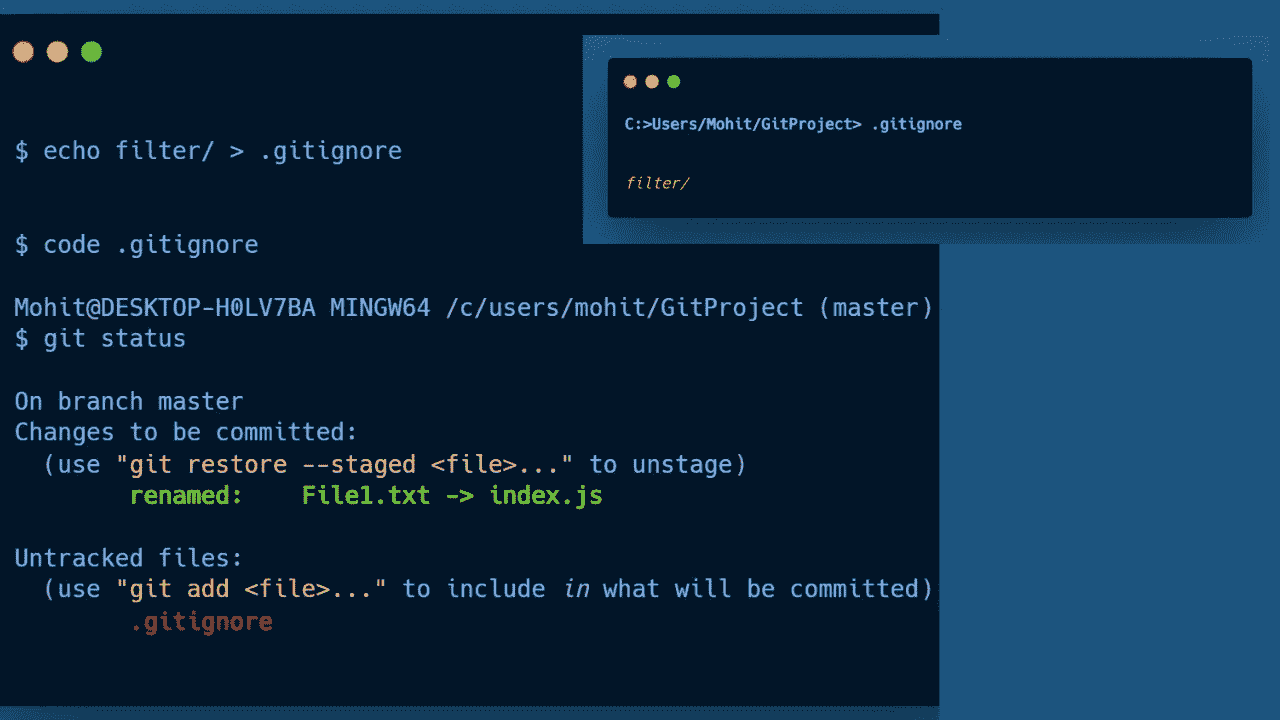 $ echo filter/ > .gitignore
$ code .gitignore
Mohit@DESKTOP-H0LV7BA MINGW64 /c/users/mohit/GitProject (master)
$ git status
On branch master
Changes to be committed:
(use "git restore --staged <file>..." to unstage)
renamed: File1.txt -> index.js
Untracked files:
(use "git add <file>..." to include in what will be committed)
.gitignore
C:>Users/Mohit/GitProject> .gitignore
filter/